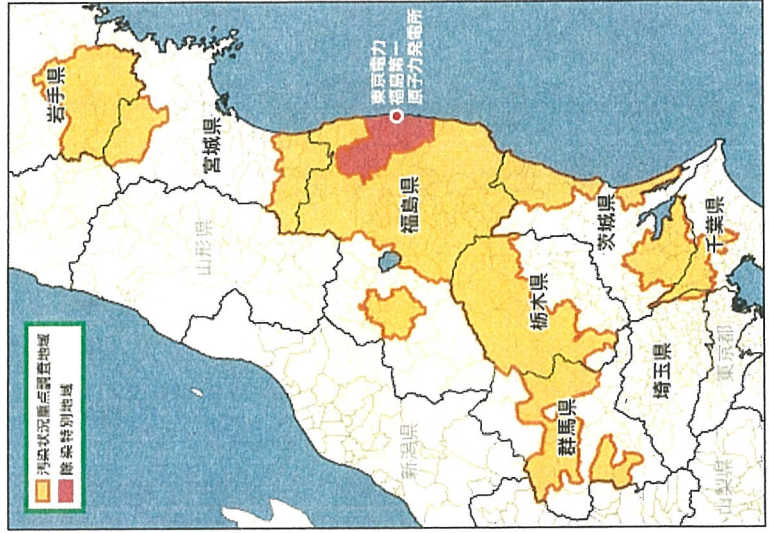 汚染状況重点調査地域
除染特別地域
岩手県
宮城県
山形県
東京電力
福島第一
原子力発電所
福島県
新潟県
栃木県
茨城県
群馬県
埼玉県
千葉県
東京都
山梨県